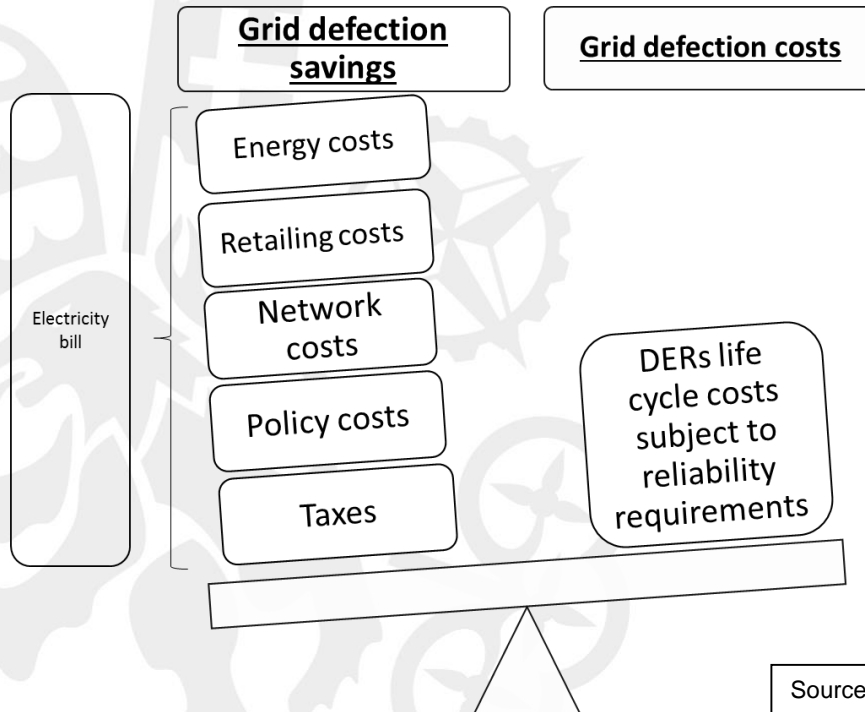 Grid defection
savings
Grid defection costs
Electricity
bill
Energy costs
Retailing costs
Network
costs
Policy costs
Taxes
DERs life
cycle costs
subject to
reliability
requirements
Source